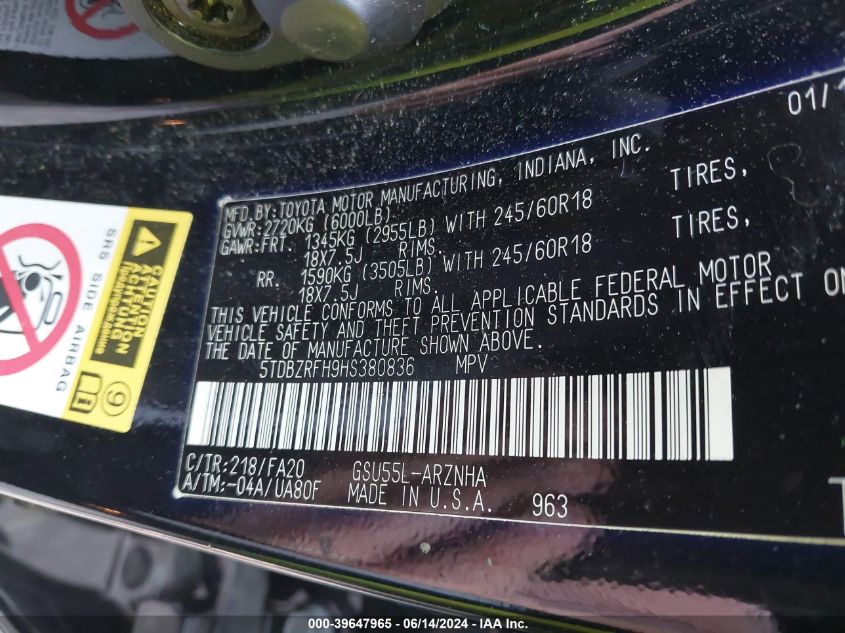 01/1
MFD.BY:TOYOTA MOTOR MANUFACTURING, INDIANA, INC.
GVWR:2720KG (6000LB)
GAWR:FRT. 1345KG (2955LB) WITH 245/60R18 TIRES,
18X7.5J RIMS.
RR. 1590KG (3505LB) WITH 245/60R18 TIRES,
18X7.5J RIMS.
THIS VEHICLE CONFORMS TO ALL APPLICABLE FEDERAL MOTOR
VEHICLE SAFETY AND THEFT PREVENTION STANDARDS IN EFFECT ON
THE DATE OF MANUFACTURE SHOWN ABOVE.
5TDBZRFH9HS380836 MPV
C/TR:218/FA20 GSU55L-ARZNHA
A/TM:-04A/UA80F MADE IN U.S.A. 963
SRS SIDE AIRBAG
CAUTION
ACTENTION
ACHTUNG
9
000-39647965 - 06/14/2024 - IAA Inc.